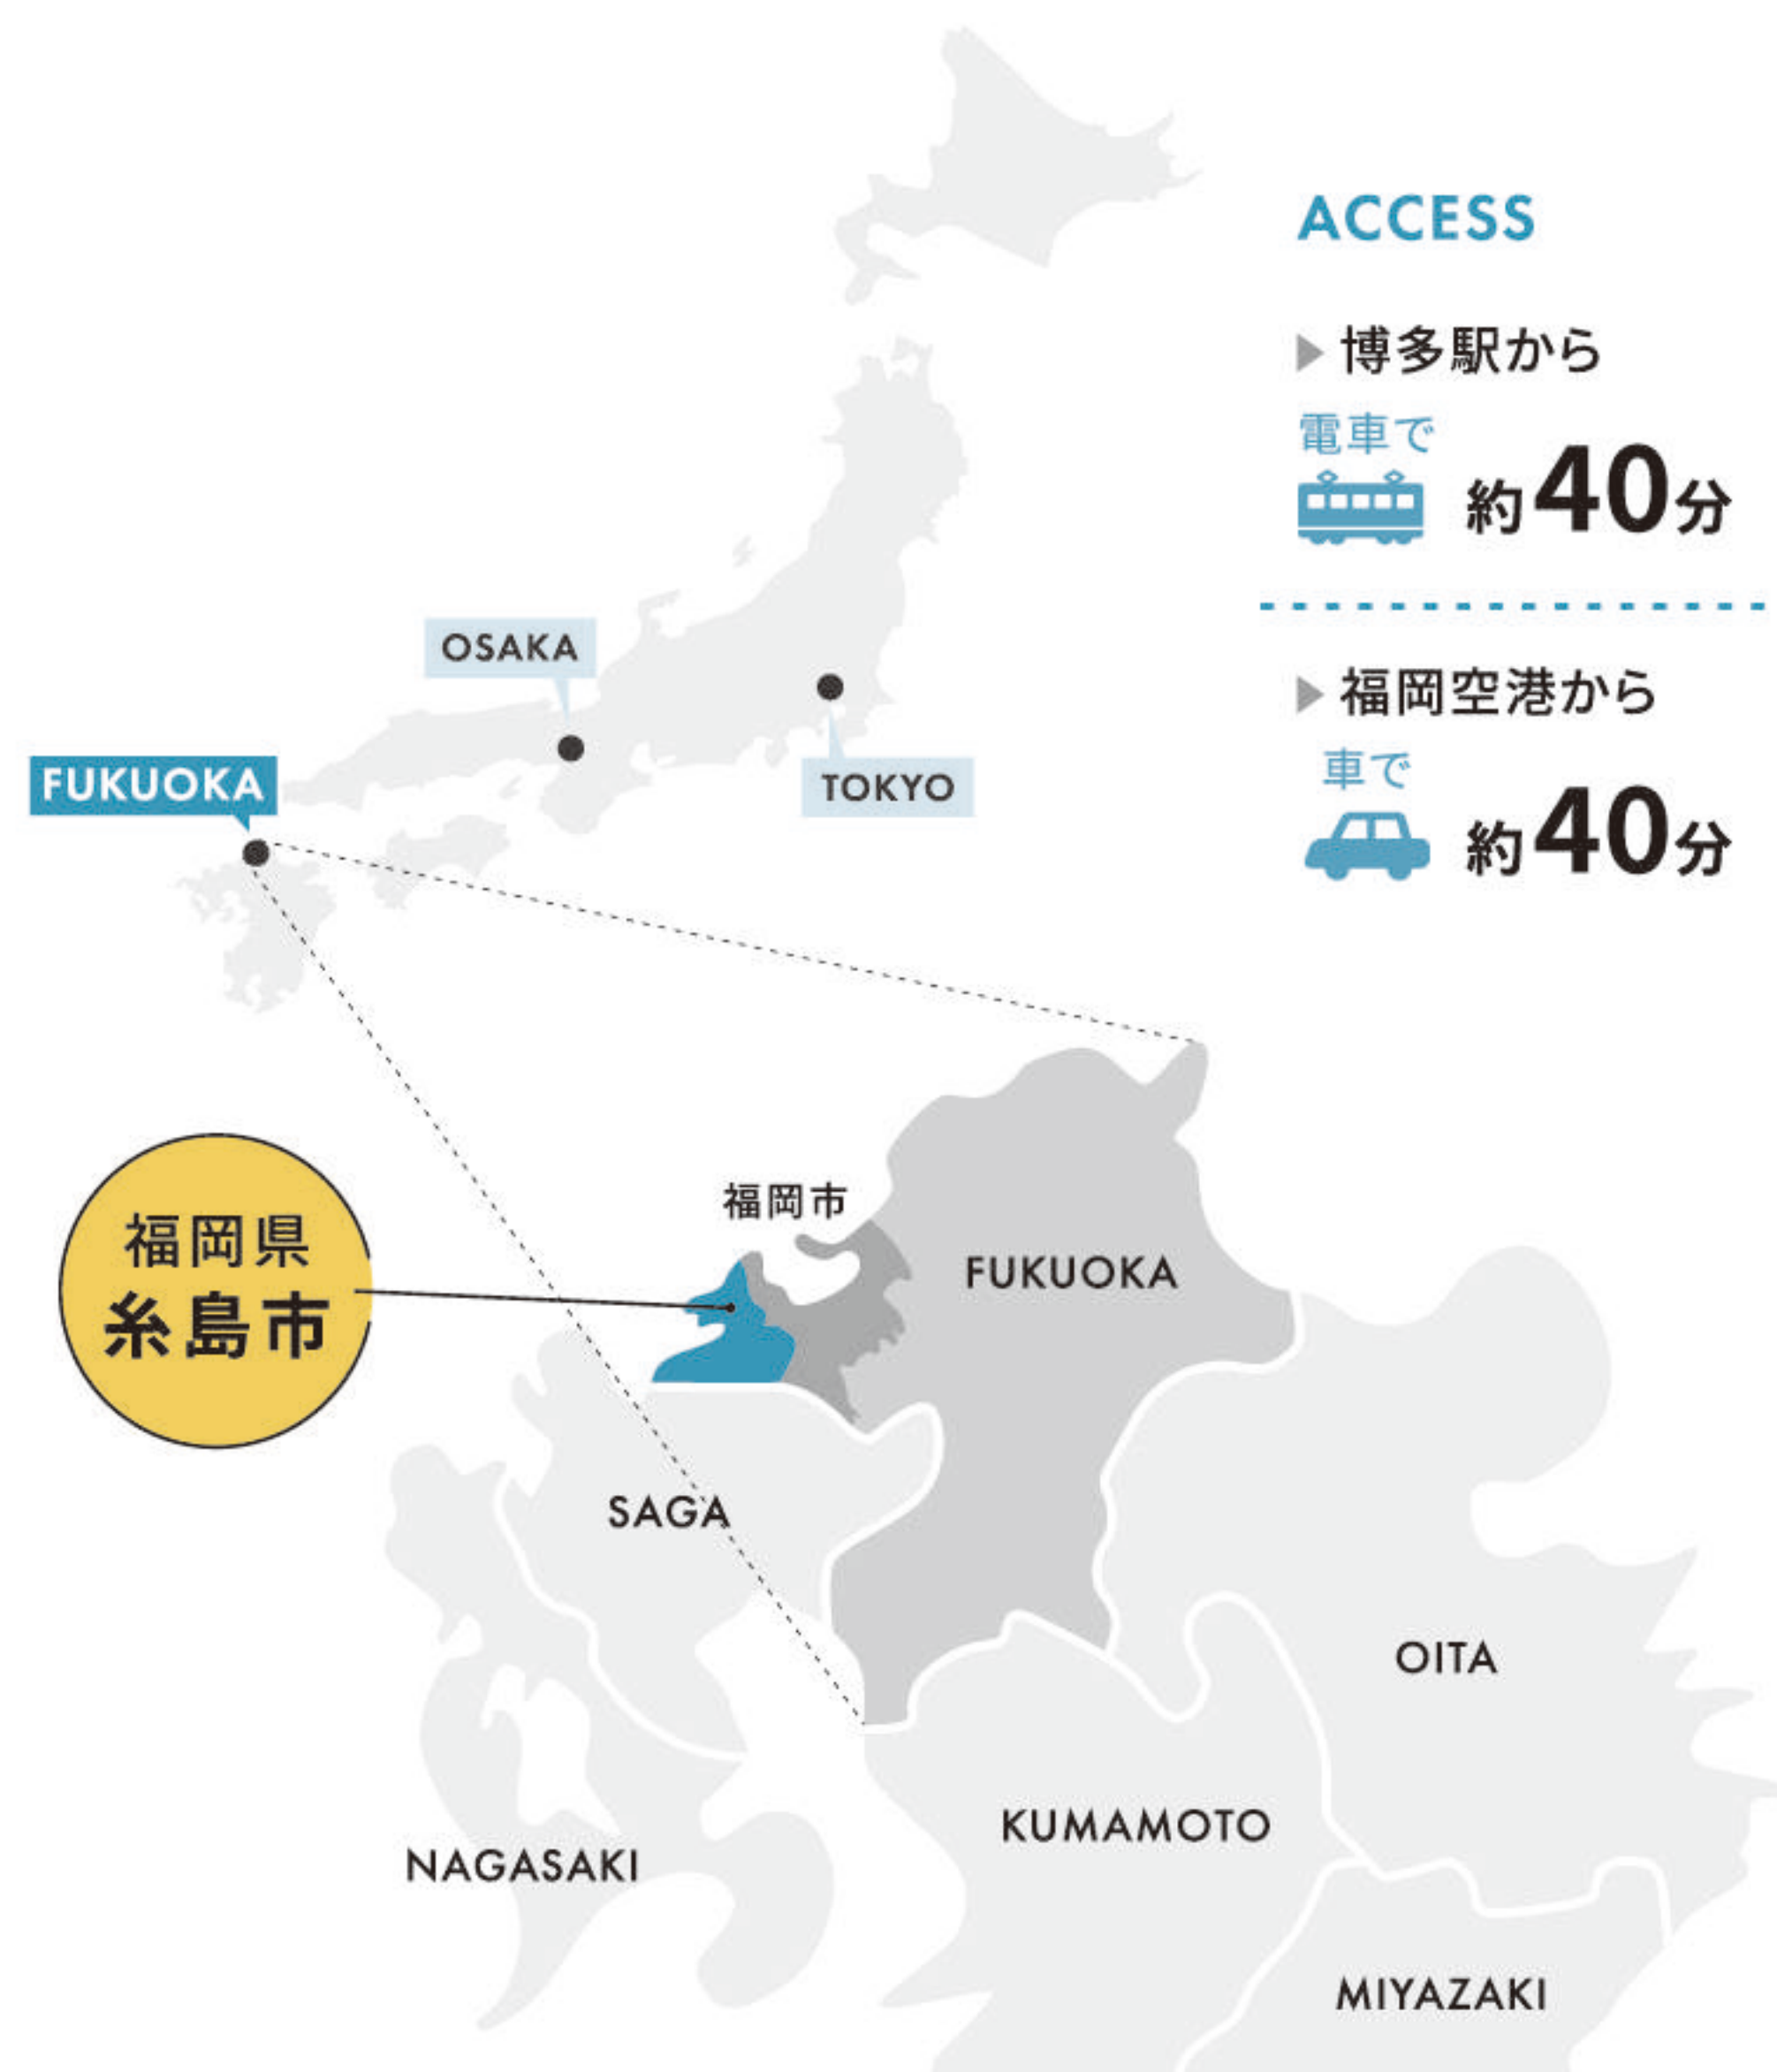 ACCESS
博多駅から
電車で
約40分
福岡空港から
車で
約40分
OSAKA
TOKYO
FUKUOKA
福岡県
糸島市
福岡市
FUKUOKA
SAGA
OITA
KUMAMOTO
NAGASAKI
MIYAZAKI